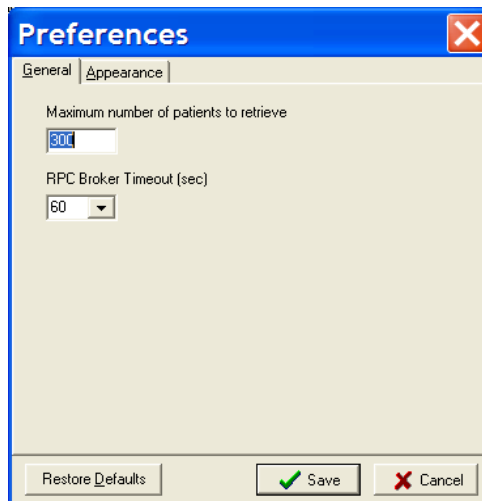 Preferences
General Appearance
Maximum number of patients to retrieve
300
RPC Broker Timeout (sec)
60
Restore Defaults Save Cancel